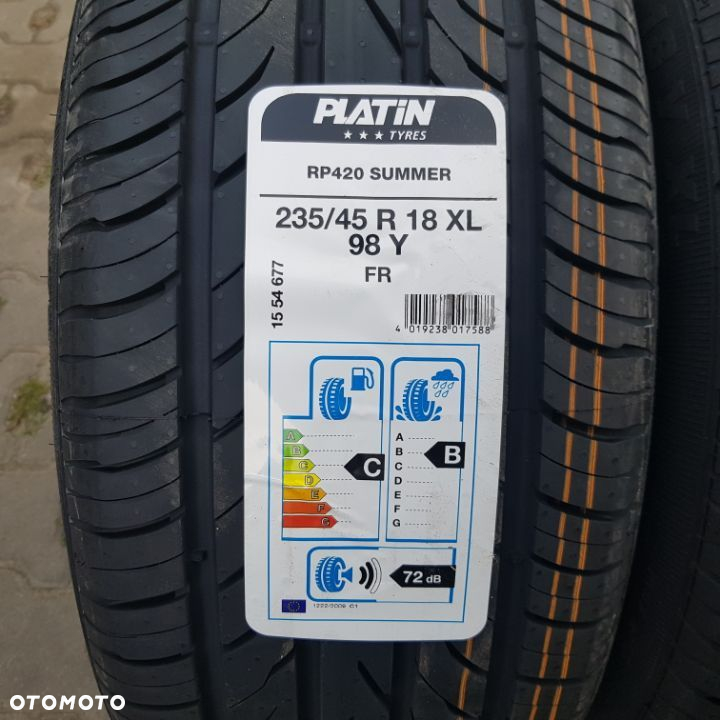 PLATiN
★★★ TYRES
RP420 SUMMER
235/45 R 18 XL
98 Y
FR
15 54 677
4 019238 017588
A
B
C
D
E
F
G
C
A
B
C
D
E
F
G
B
72 dB
1222/2009 C1
OTOMOTO